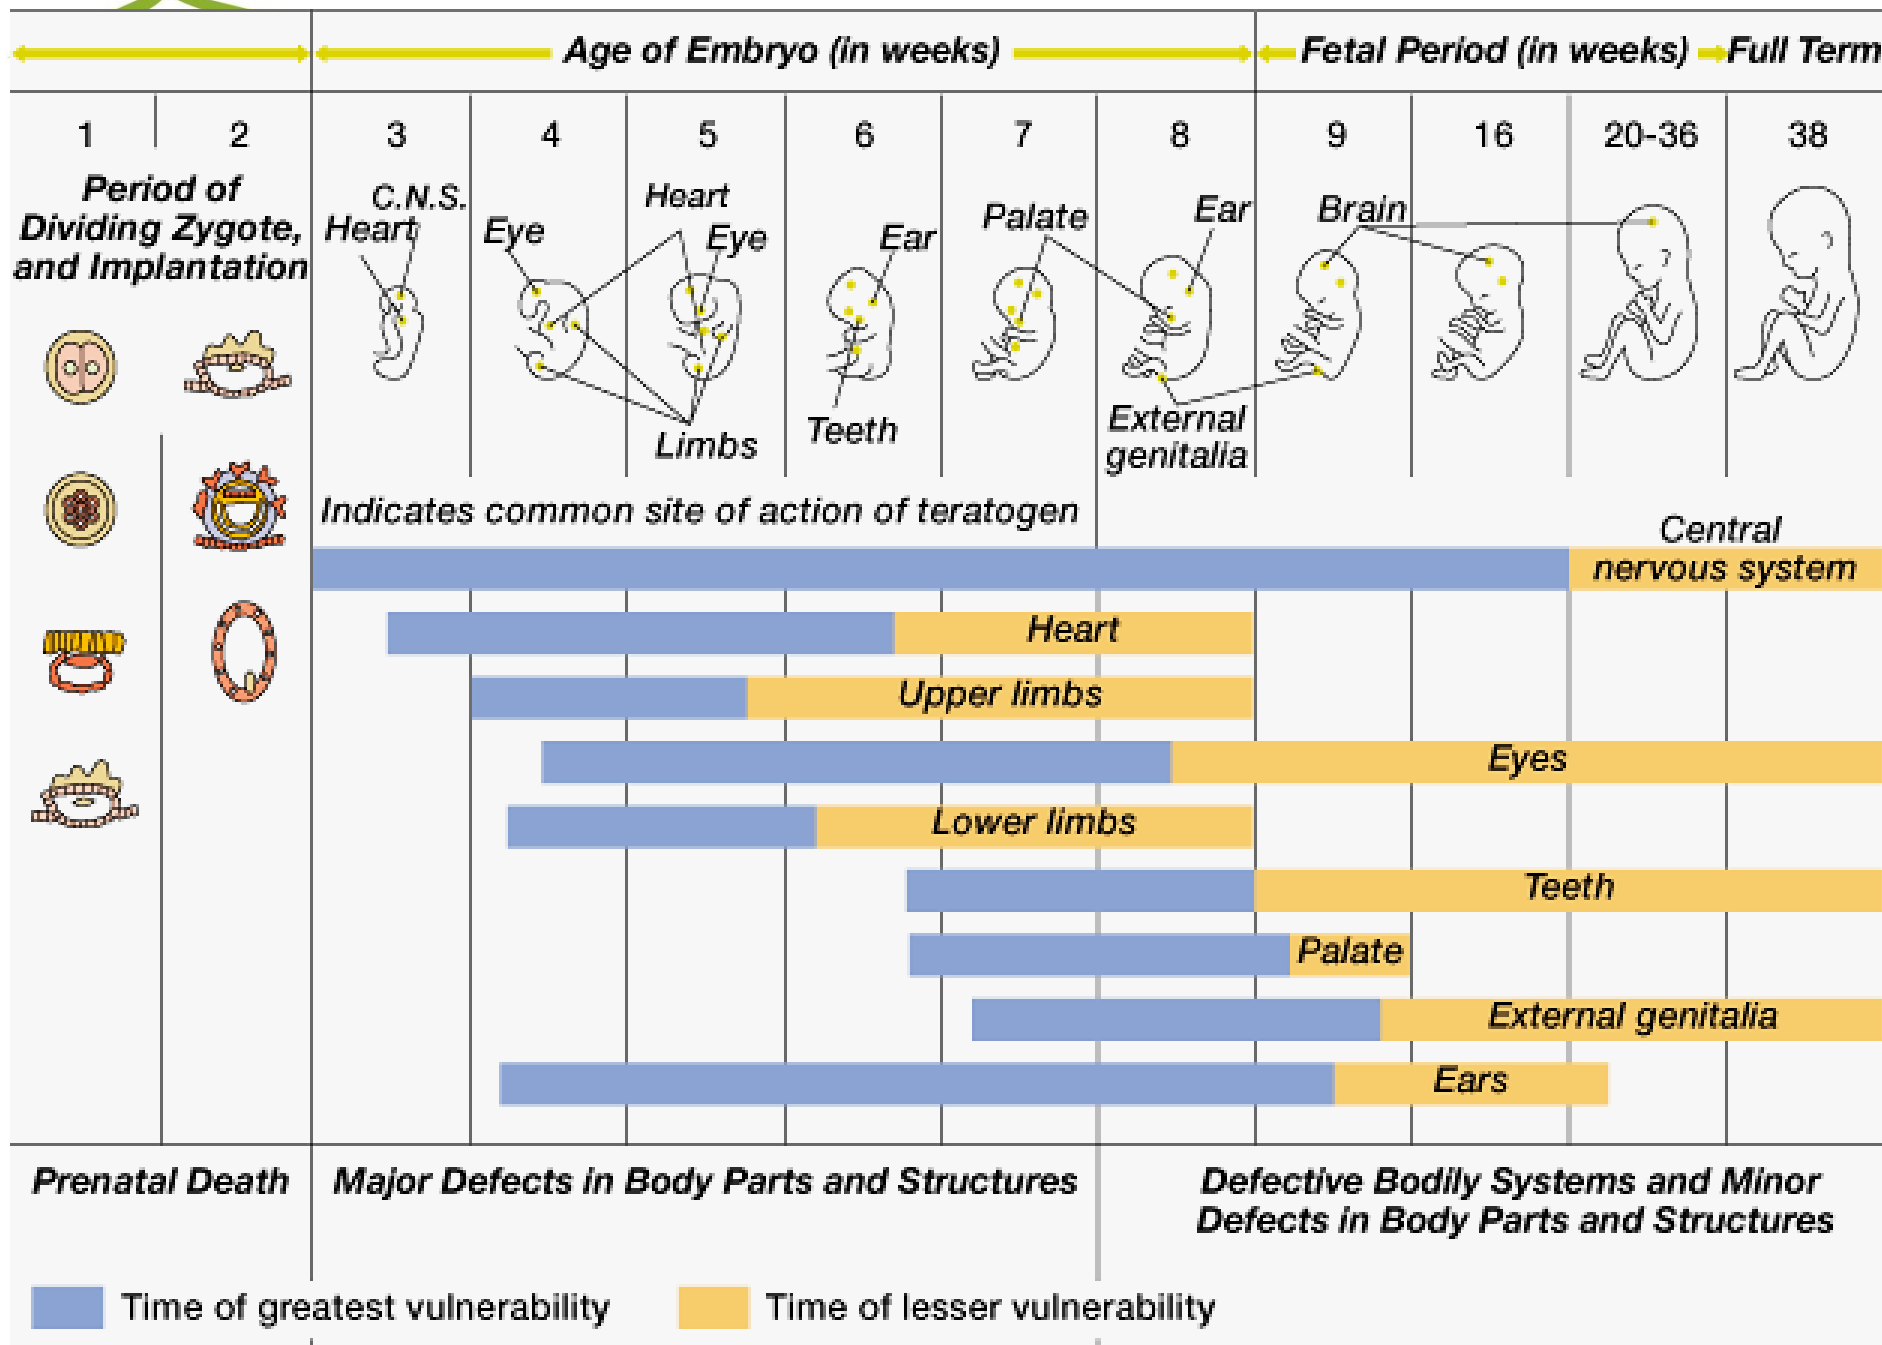 Age of Embryo (in weeks)
Fetal Period (in weeks)
Full Term
1
2
3
4
5
6
7
8
9
16
20-36
38
Period of
Dividing Zygote,
and Implantation
C.N.S.
Heart
Eye
Heart
Eye
Limbs
Ear
Teeth
Palate
Ear
External
genitalia
Brain
Indicates common site of action of teratogen
Central
nervous system
Heart
Upper limbs
Eyes
Lower limbs
Teeth
Palate
External genitalia
Ears
Prenatal Death
Major Defects in Body Parts and Structures
Defective Bodily Systems and Minor
Defects in Body Parts and Structures
Time of greatest vulnerability
Time of lesser vulnerability